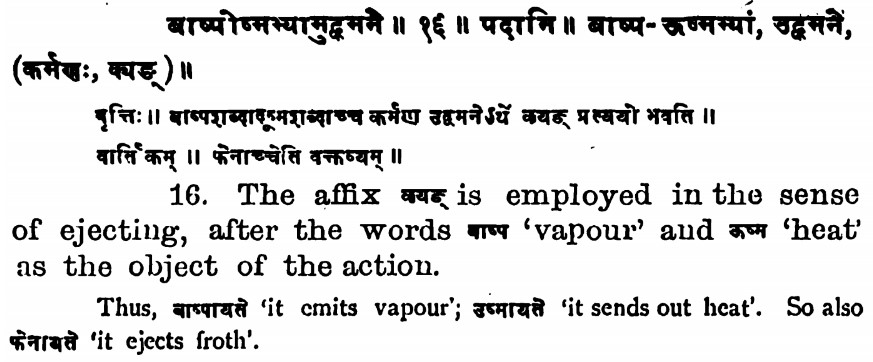 बाष्पोष्मभ्यामुद्वमने ॥ १६ ॥ पदानि ॥ बाष्प-ऊष्मभ्यां, उद्वमने,
(कर्मणः, क्यङ्) ॥
वृत्तिः ॥ बाष्पशब्दादूष्मशब्दाच्च कर्मण उद्वमनेऽर्थे क्यङ् प्रत्ययो भवति ॥
वार्तिकम् ॥ फेनाच्चेति वक्तव्यम् ॥
16. The affix क्यङ् is employed in the sense
of ejecting, after the words बाष्प 'vapour' and ऊष्म 'heat'
as the object of the action.
Thus, बाष्पायते 'it emits vapour'; उष्मायते 'it sends out heat'. So also
फेनायते 'it ejects froth'.